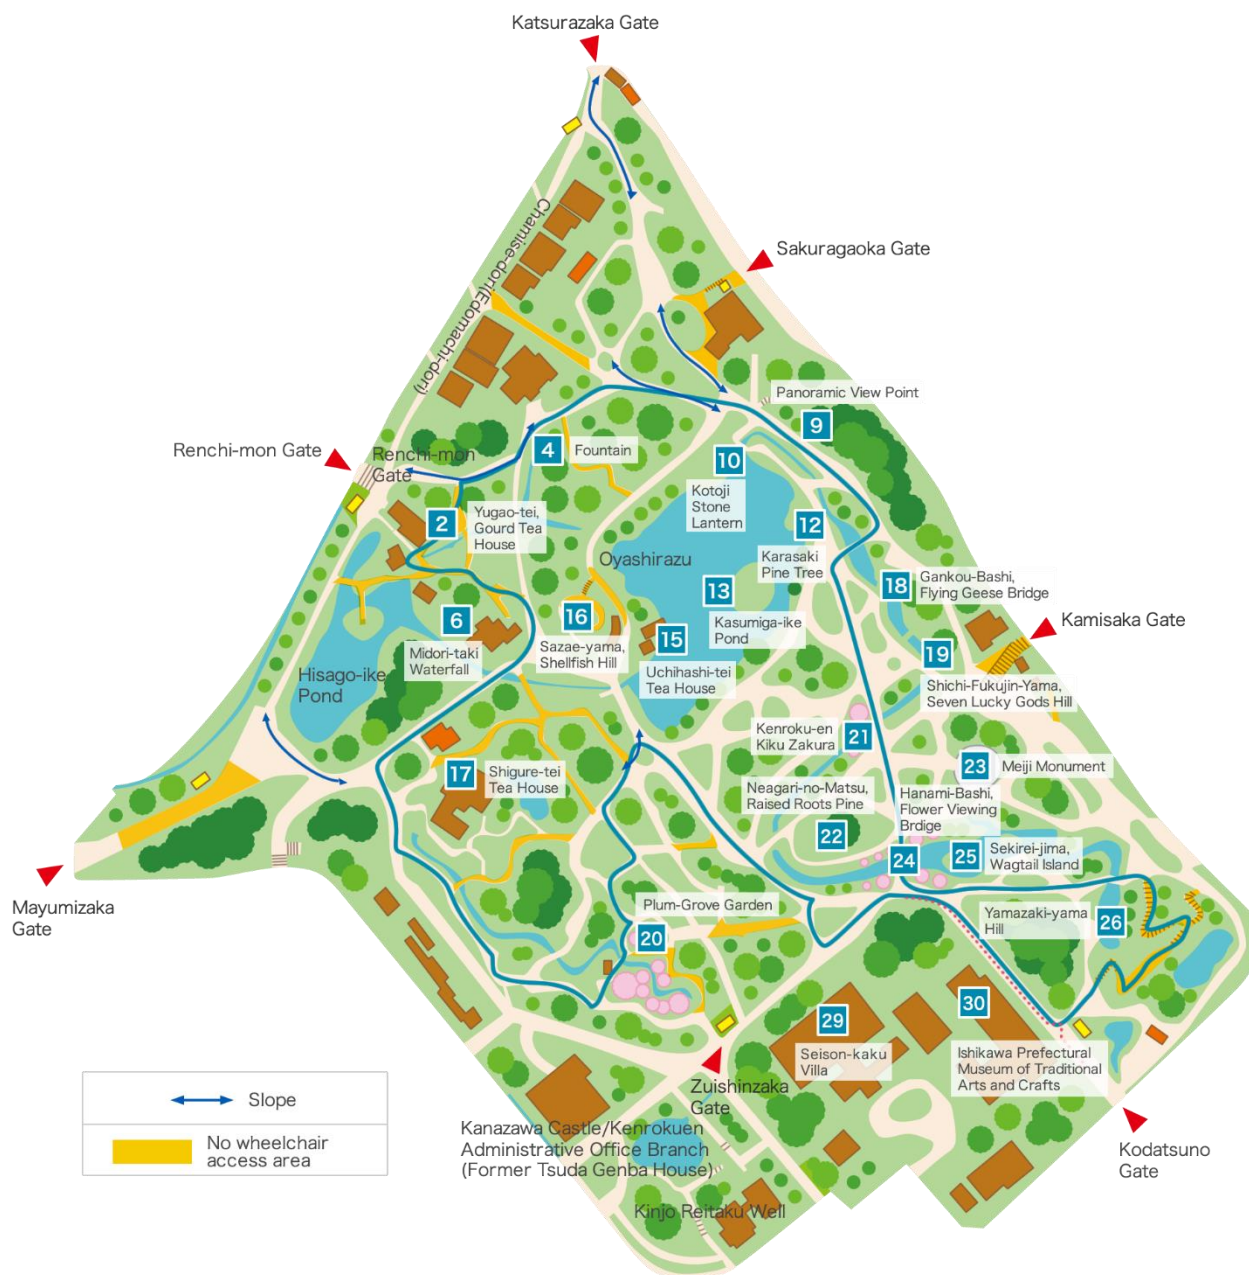 Katsurazaka Gate
Sakuragaoka Gate
Chamise-dori(Edomachi-dori)
Panoramic View Point
9
Renchi-mon Gate
Renchi-mon
Gate
4
Fountain
10
Kotoji
Stone
Lantern
2
Yugao-tei,
Gourd Tea
House
12
Karasaki
Pine Tree
Oyashirazu
18
Gankou-Bashi,
Flying Geese Bridge
13
Kasumiga-ike
Pond
16
Sazae-yama,
Shellfish Hill
6
Midori-taki
Waterfall
15
Uchihashi-tei
Tea House
Kamisaka Gate
19
Shichi-Fukujin-Yama,
Seven Lucky Gods Hill
Hisago-ike
Pond
Kenroku-en
Kiku Zakura
21
17
Shigure-tei
Tea House
23
Meiji Monument
Neagari-no-Matsu,
Raised Roots Pine
22
Hanami-Bashi,
Flower Viewing
Brdige
24
25
Sekirei-jima,
Wagtail Island
Mayumizaka
Gate
Plum-Grove Garden
20
Yamazaki-yama
Hill
26
29
Seison-kaku
Villa
30
Ishikawa Prefectural
Museum of Traditional
Arts and Crafts
Zuishinzaka
Gate
Kodatsuno
Gate
Slope
No wheelchair
access area
Kanazawa Castle/Kenrokuen
Administrative Office Branch
(Former Tsuda Genba House)
Kinjo Reitaku Well